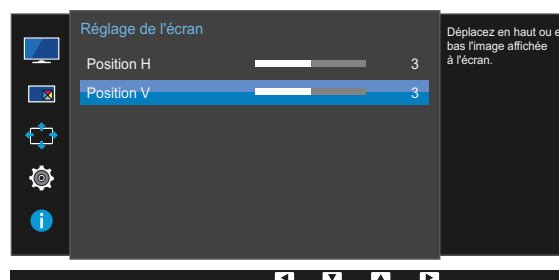 Réglage de l'écran
Position H 3
Position V 3
Déplacez en haut ou
bas l'image affichée
à l'écran.